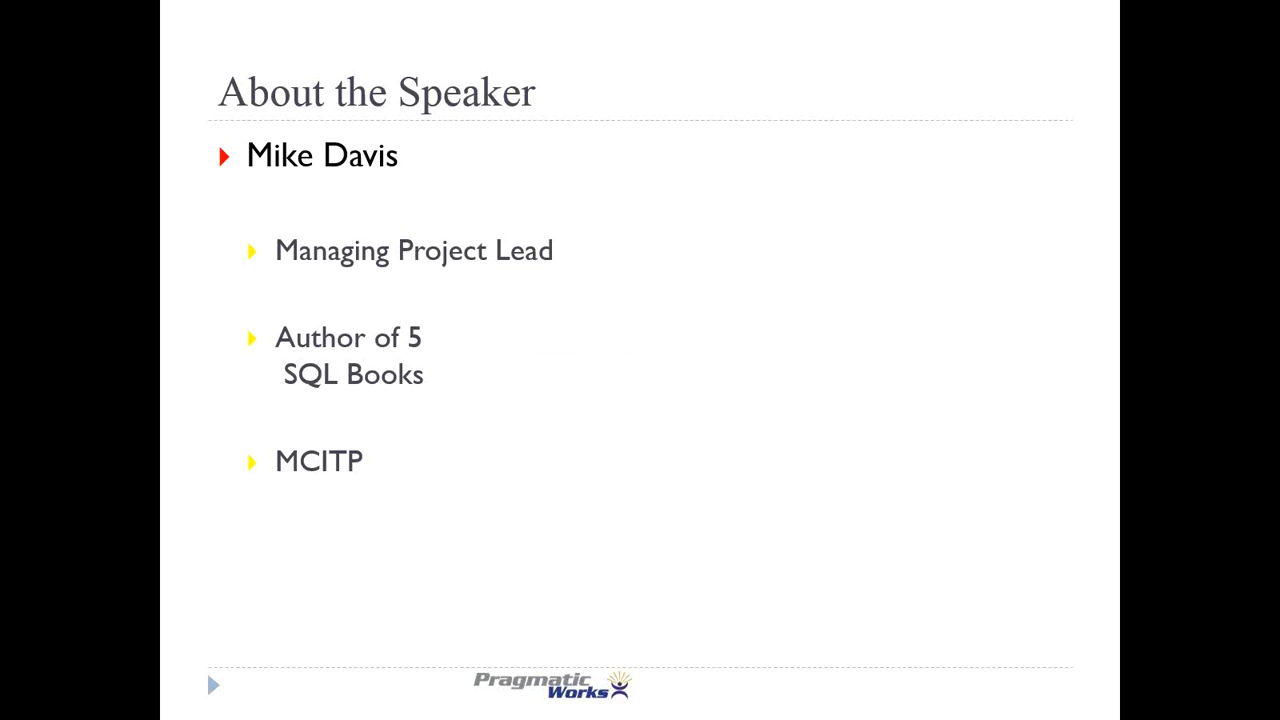 About the Speaker
Mike Davis
Managing Project Lead
Author of 5
SQL Books
MCITP
Pragmatic
Works